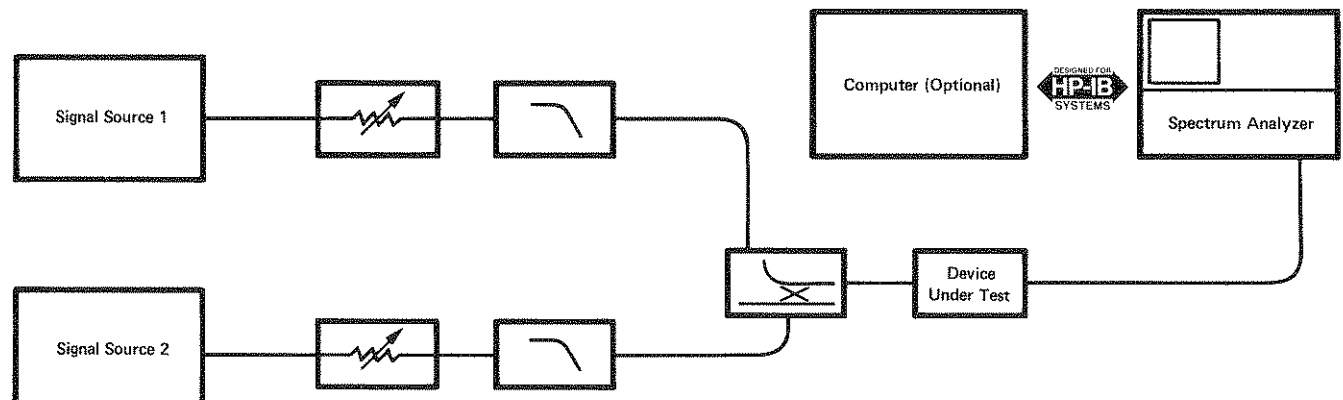 Signal Source 1
Computer (Optional)
DESIGNED FOR
HP-IB
SYSTEMS
Spectrum Analyzer
Device
Under Test
Signal Source 2